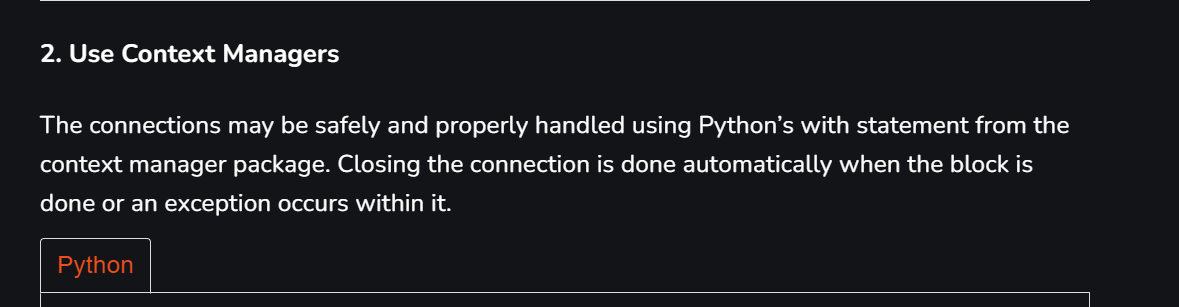 2. Use Context Managers
The connections may be safely and properly handled using Python’s with statement from the
context manager package. Closing the connection is done automatically when the block is
done or an exception occurs within it.
Python